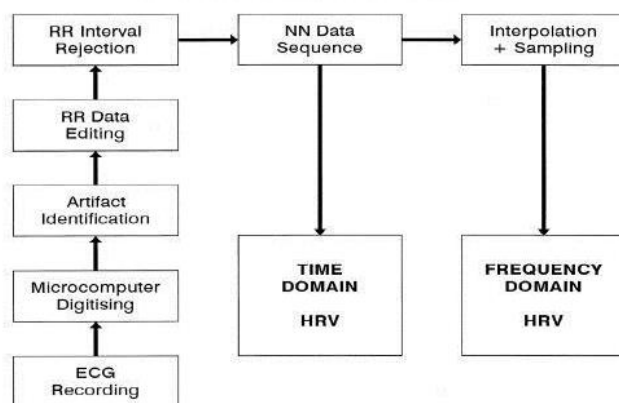 RR Interval
Rejection
NN Data
Sequence
Interpolation
+ Sampling
RR Data
Editing
Artifact
Identification
Microcomputer
Digitising
ECG
Recording
TIME
DOMAIN
HRV
FREQUENCY
DOMAIN
HRV